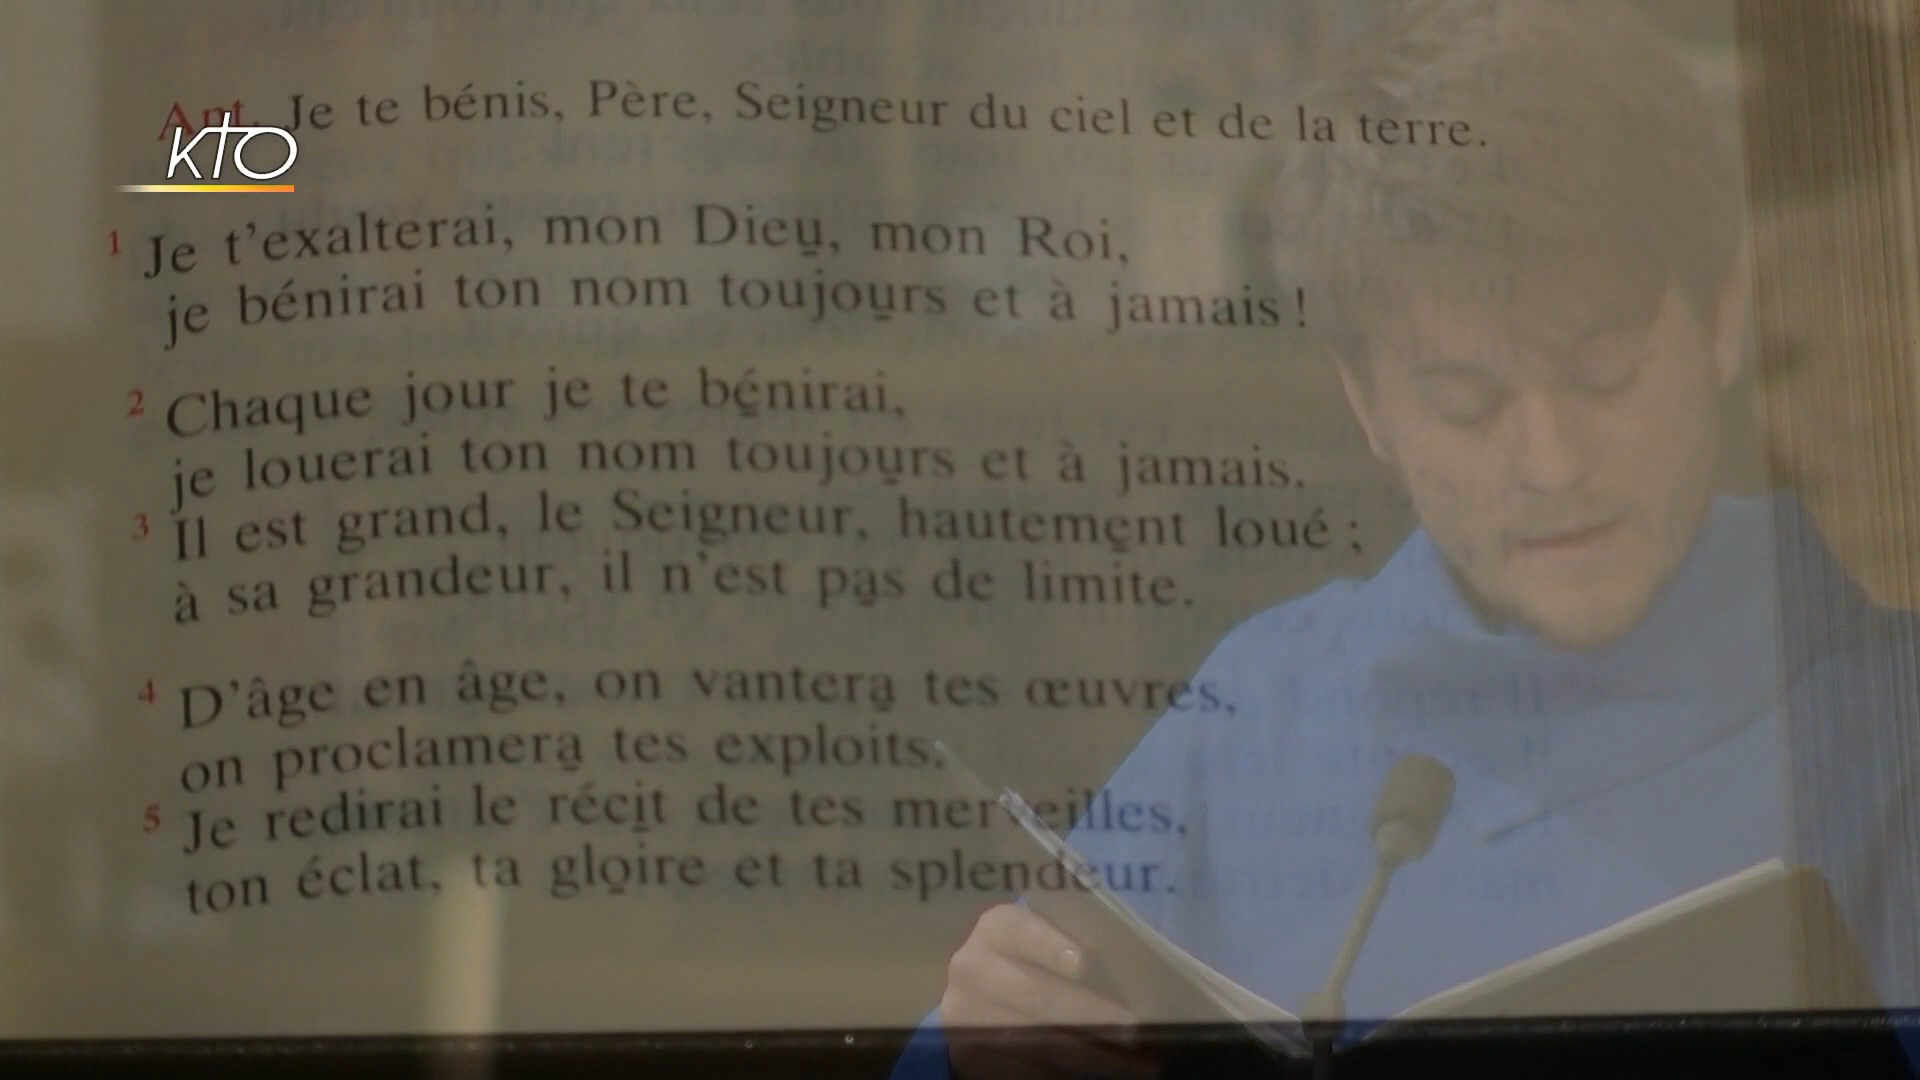 Ant. Je te bénis, Père, Seigneur du ciel et de la terre.
KTO
1 Je t'exalterai, mon Dieu, mon Roi,
je bénirai ton nom toujours et à jamais !
2 Chaque jour je te bénirai,
je louerai ton nom toujours et à jamais.
3 Il est grand, le Seigneur, hautement loué ;
à sa grandeur, il n'est pas de limite.
4 D'âge en âge, on vantera tes œuvres,
on proclamera tes exploits.
5 Je redirai le récit de tes merveilles,
ton éclat, ta gloire et ta splendeur.